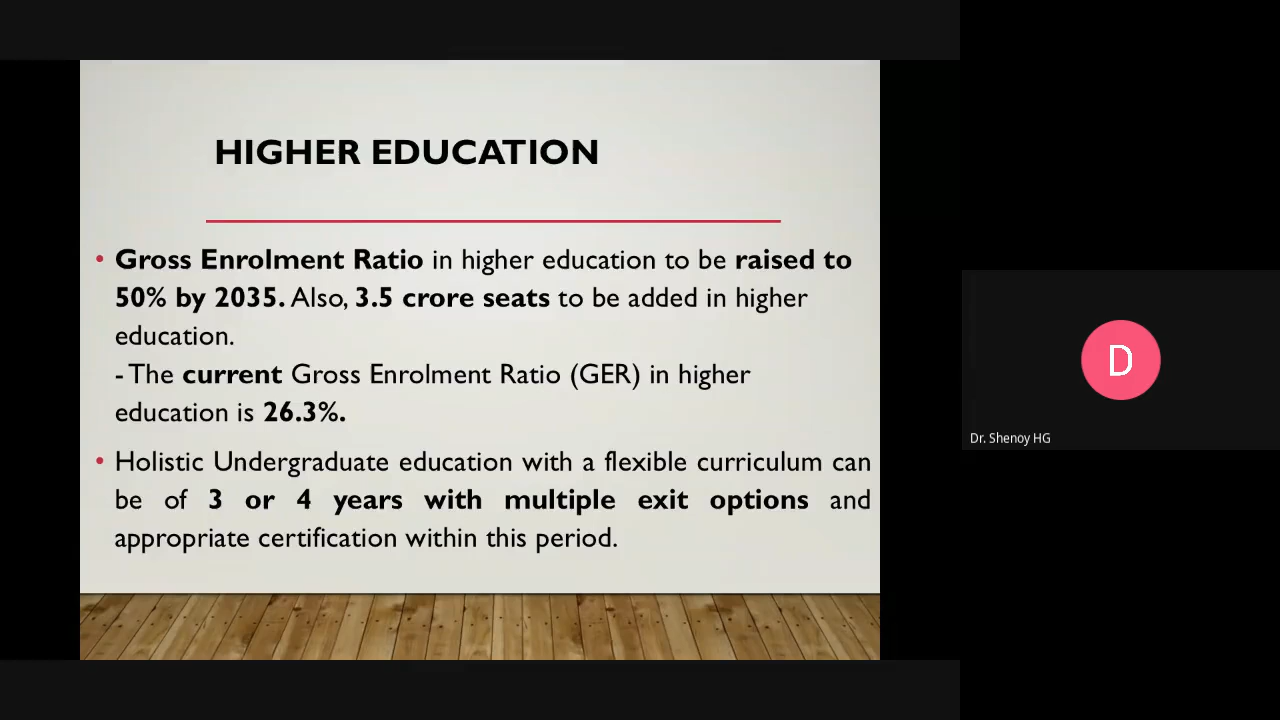 HIGHER EDUCATION
• Gross Enrolment Ratio in higher education to be raised to
50% by 2035. Also, 3.5 crore seats to be added in higher
education.
- The current Gross Enrolment Ratio (GER) in higher
education is 26.3%.
• Holistic Undergraduate education with a flexible curriculum can
be of 3 or 4 years with multiple exit options and
appropriate certification within this period.
D
Dr. Shenoy HG